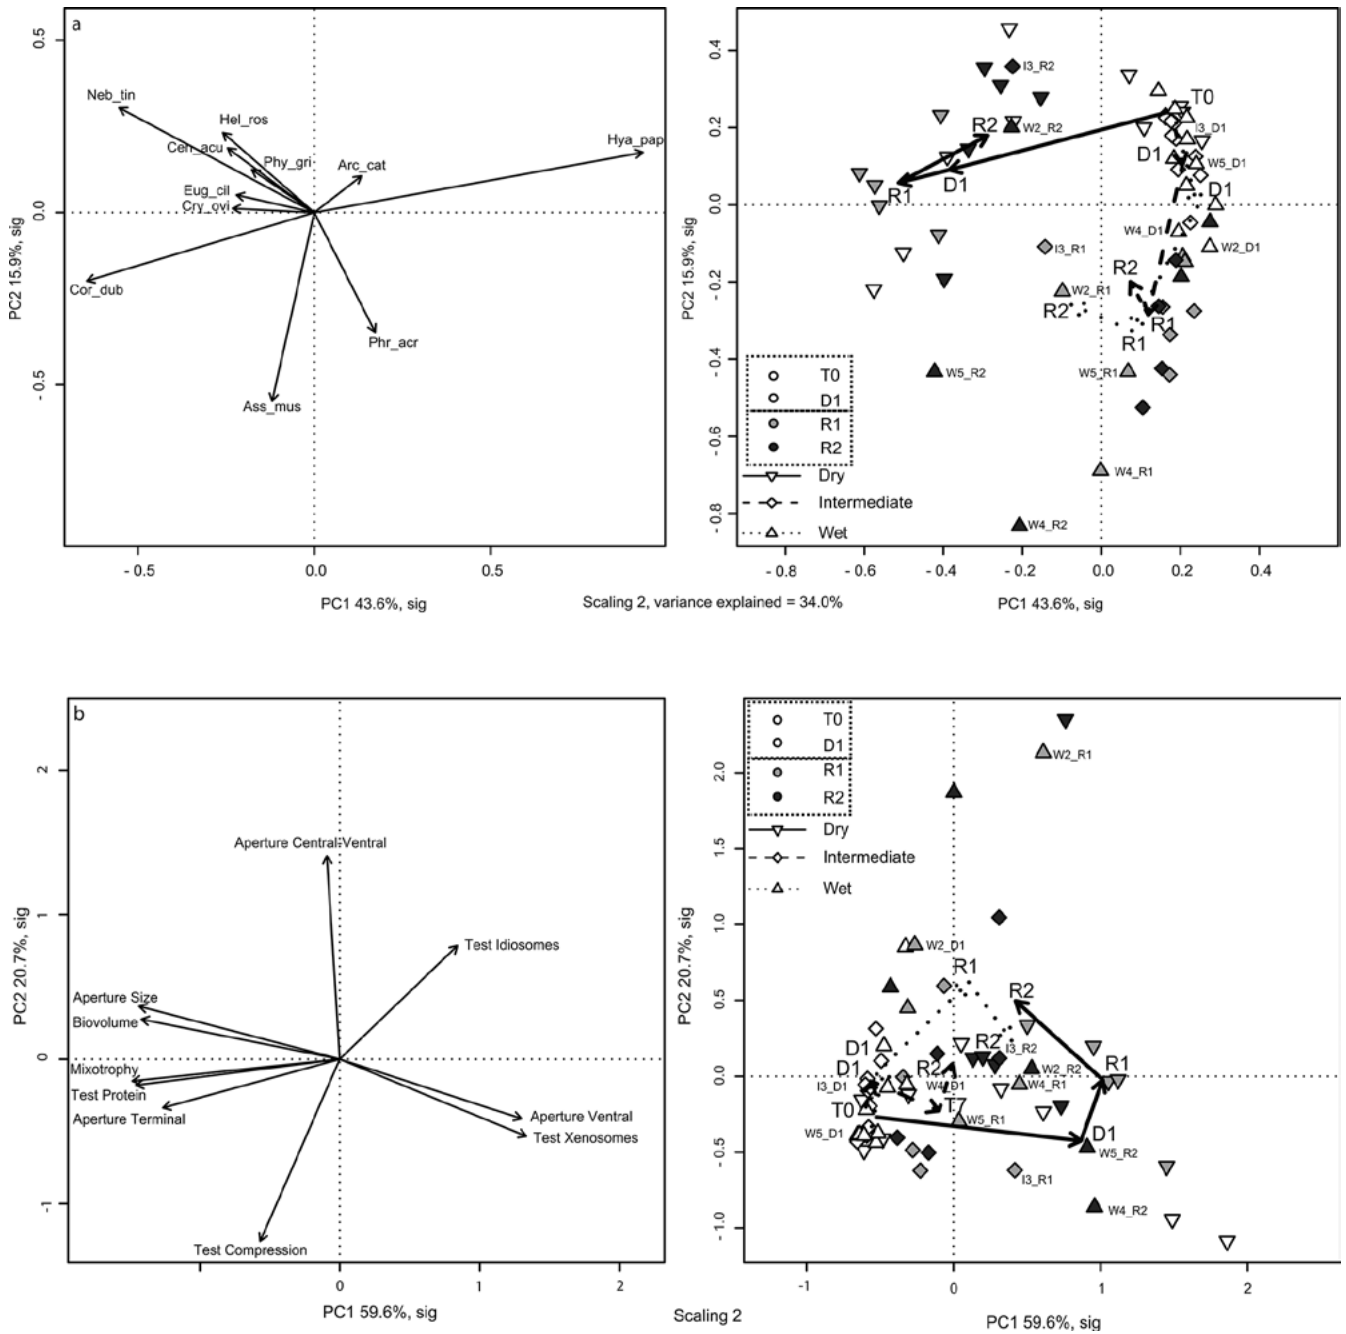 a
0.5
0.0
- 0.5
PC2 15.9%, sig
Neb_tin
Hel_ros
Cen_acu
Phy_gri
Arc_cat
Hya_pap
Eug_cil
Cry_ovi
Cor_dub
Phr_acr
Ass_mus
- 0.5
0.0
0.5
PC1 43.6%, sig
Scaling 2, variance explained = 34.0%
0.4
0.2
0.0
- 0.2
- 0.4
- 0.6
- 0.8
PC2 15.9%, sig
I3_R2
T0
R2
W2_R2
I3_D1
D1
W5_D1
D1
R1
D1
W4_D1
W2_D1
I3_R1
R2
W2_R1
R2
R1
R1
W5_R2
W5_R1
W4_R1
W4_R2
T0
D1
R1
R2
Dry
Intermediate
Wet
- 0.8
- 0.6
- 0.4
- 0.2
0.0
0.2
0.4
PC1 43.6%, sig
b
2
1
0
-1
PC2 20.7%, sig
Aperture Central-Ventral
Test Idiosomes
Aperture Size
Biovolume
Mixotrophy
Test Protein
Aperture Terminal
Aperture Ventral
Test Xenosomes
Test Compression
0
1
2
PC1 59.6%, sig
Scaling 2
2.0
1.5
1.0
0.5
0.0
- 0.5
- 1.0
PC2 20.7%, sig
T0
D1
R1
R2
Dry
Intermediate
Wet
W2_R1
W2_D1
R1
R2
D1
R2
I3_R2
D1
R2
W2_R2
R1
I3_D1
W4_D1
W4_R1
T0
T
W5_R1
D1
W5_D1
W5_R2
I3_R1
W4_R2
-1
0
1
2
PC1 59.6%, sig